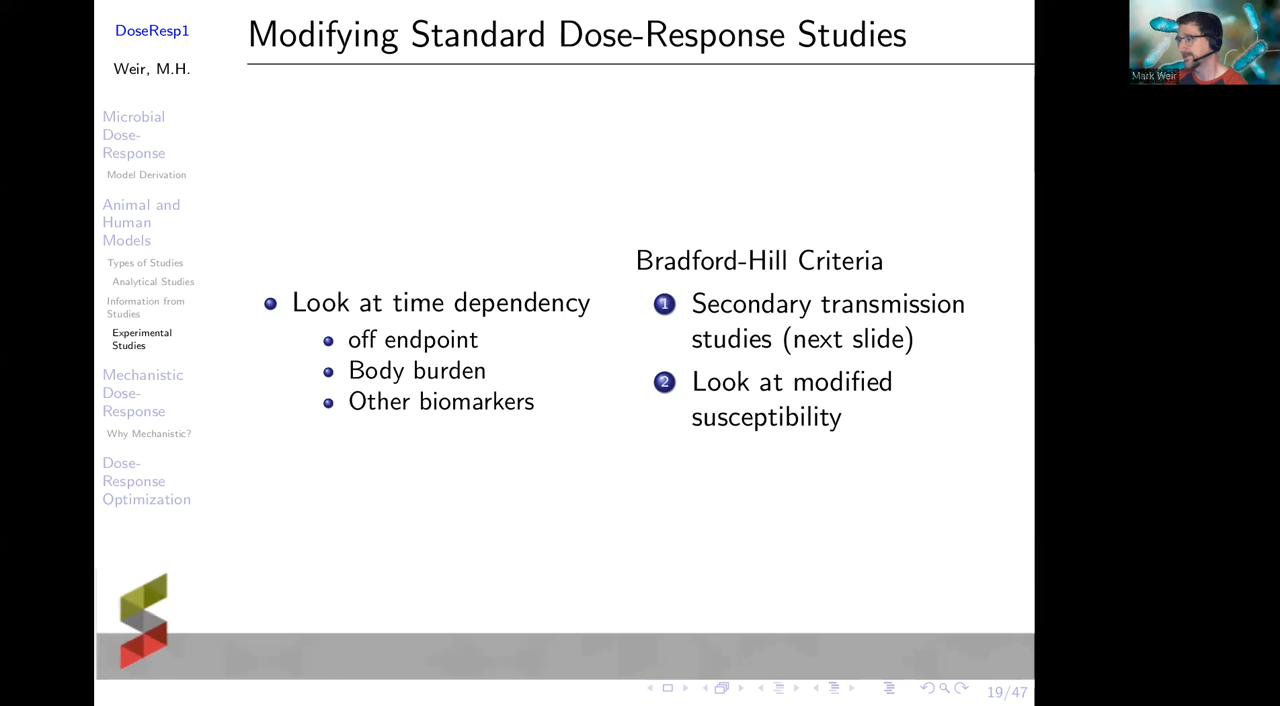 DoseResp1
Weir, M.H.
Microbial
Dose-
Response
Model Derivation
Animal and
Human
Models
Types of Studies
Analytical Studies
Information from
Studies
Experimental
Studies
Mechanistic
Dose-
Response
Why Mechanistic?
Dose-
Response
Optimization
Modifying Standard Dose-Response Studies
Look at time dependency
off endpoint
Body burden
Other biomarkers
Bradford-Hill Criteria
1 Secondary transmission
studies (next slide)
2 Look at modified
susceptibility
19/47
Mark Weir